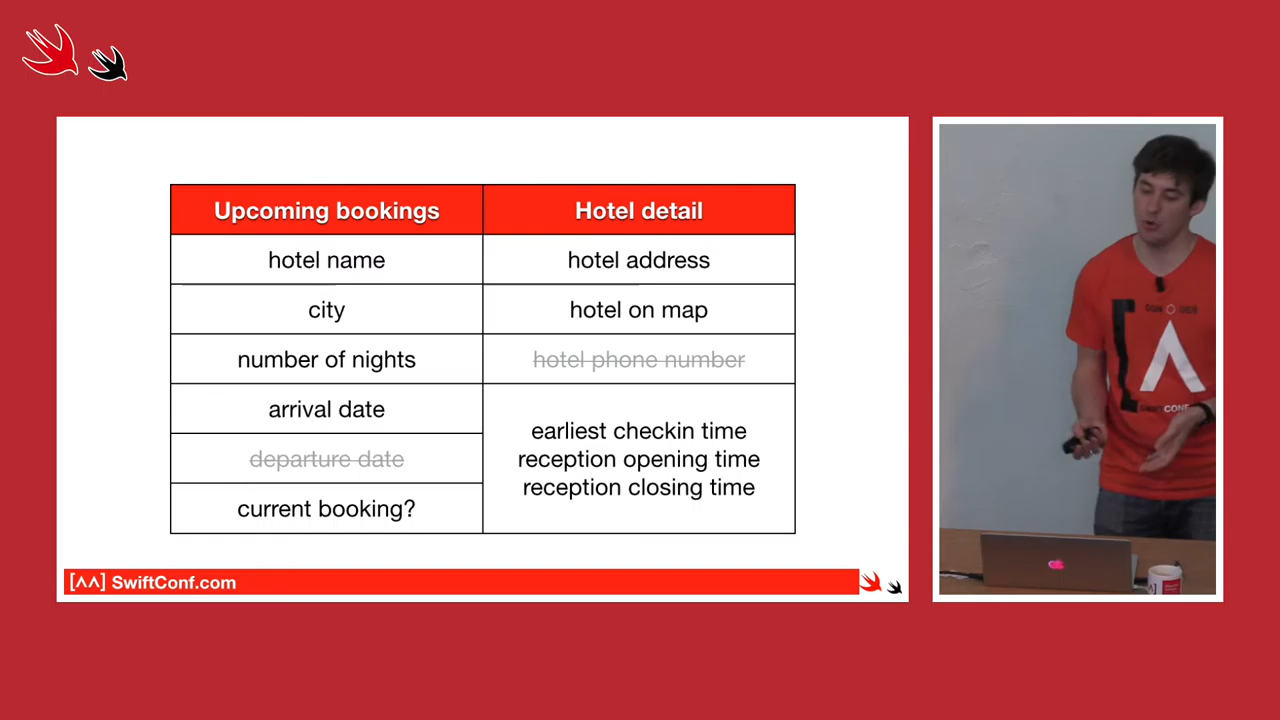 Upcoming bookings
Hotel detail
hotel name
hotel address
city
hotel on map
number of nights
hotel phone number
arrival date
earliest checkin time
reception opening time
reception closing time
departure date
current booking?
[^^] SwiftConf.com
SWIFTCONF